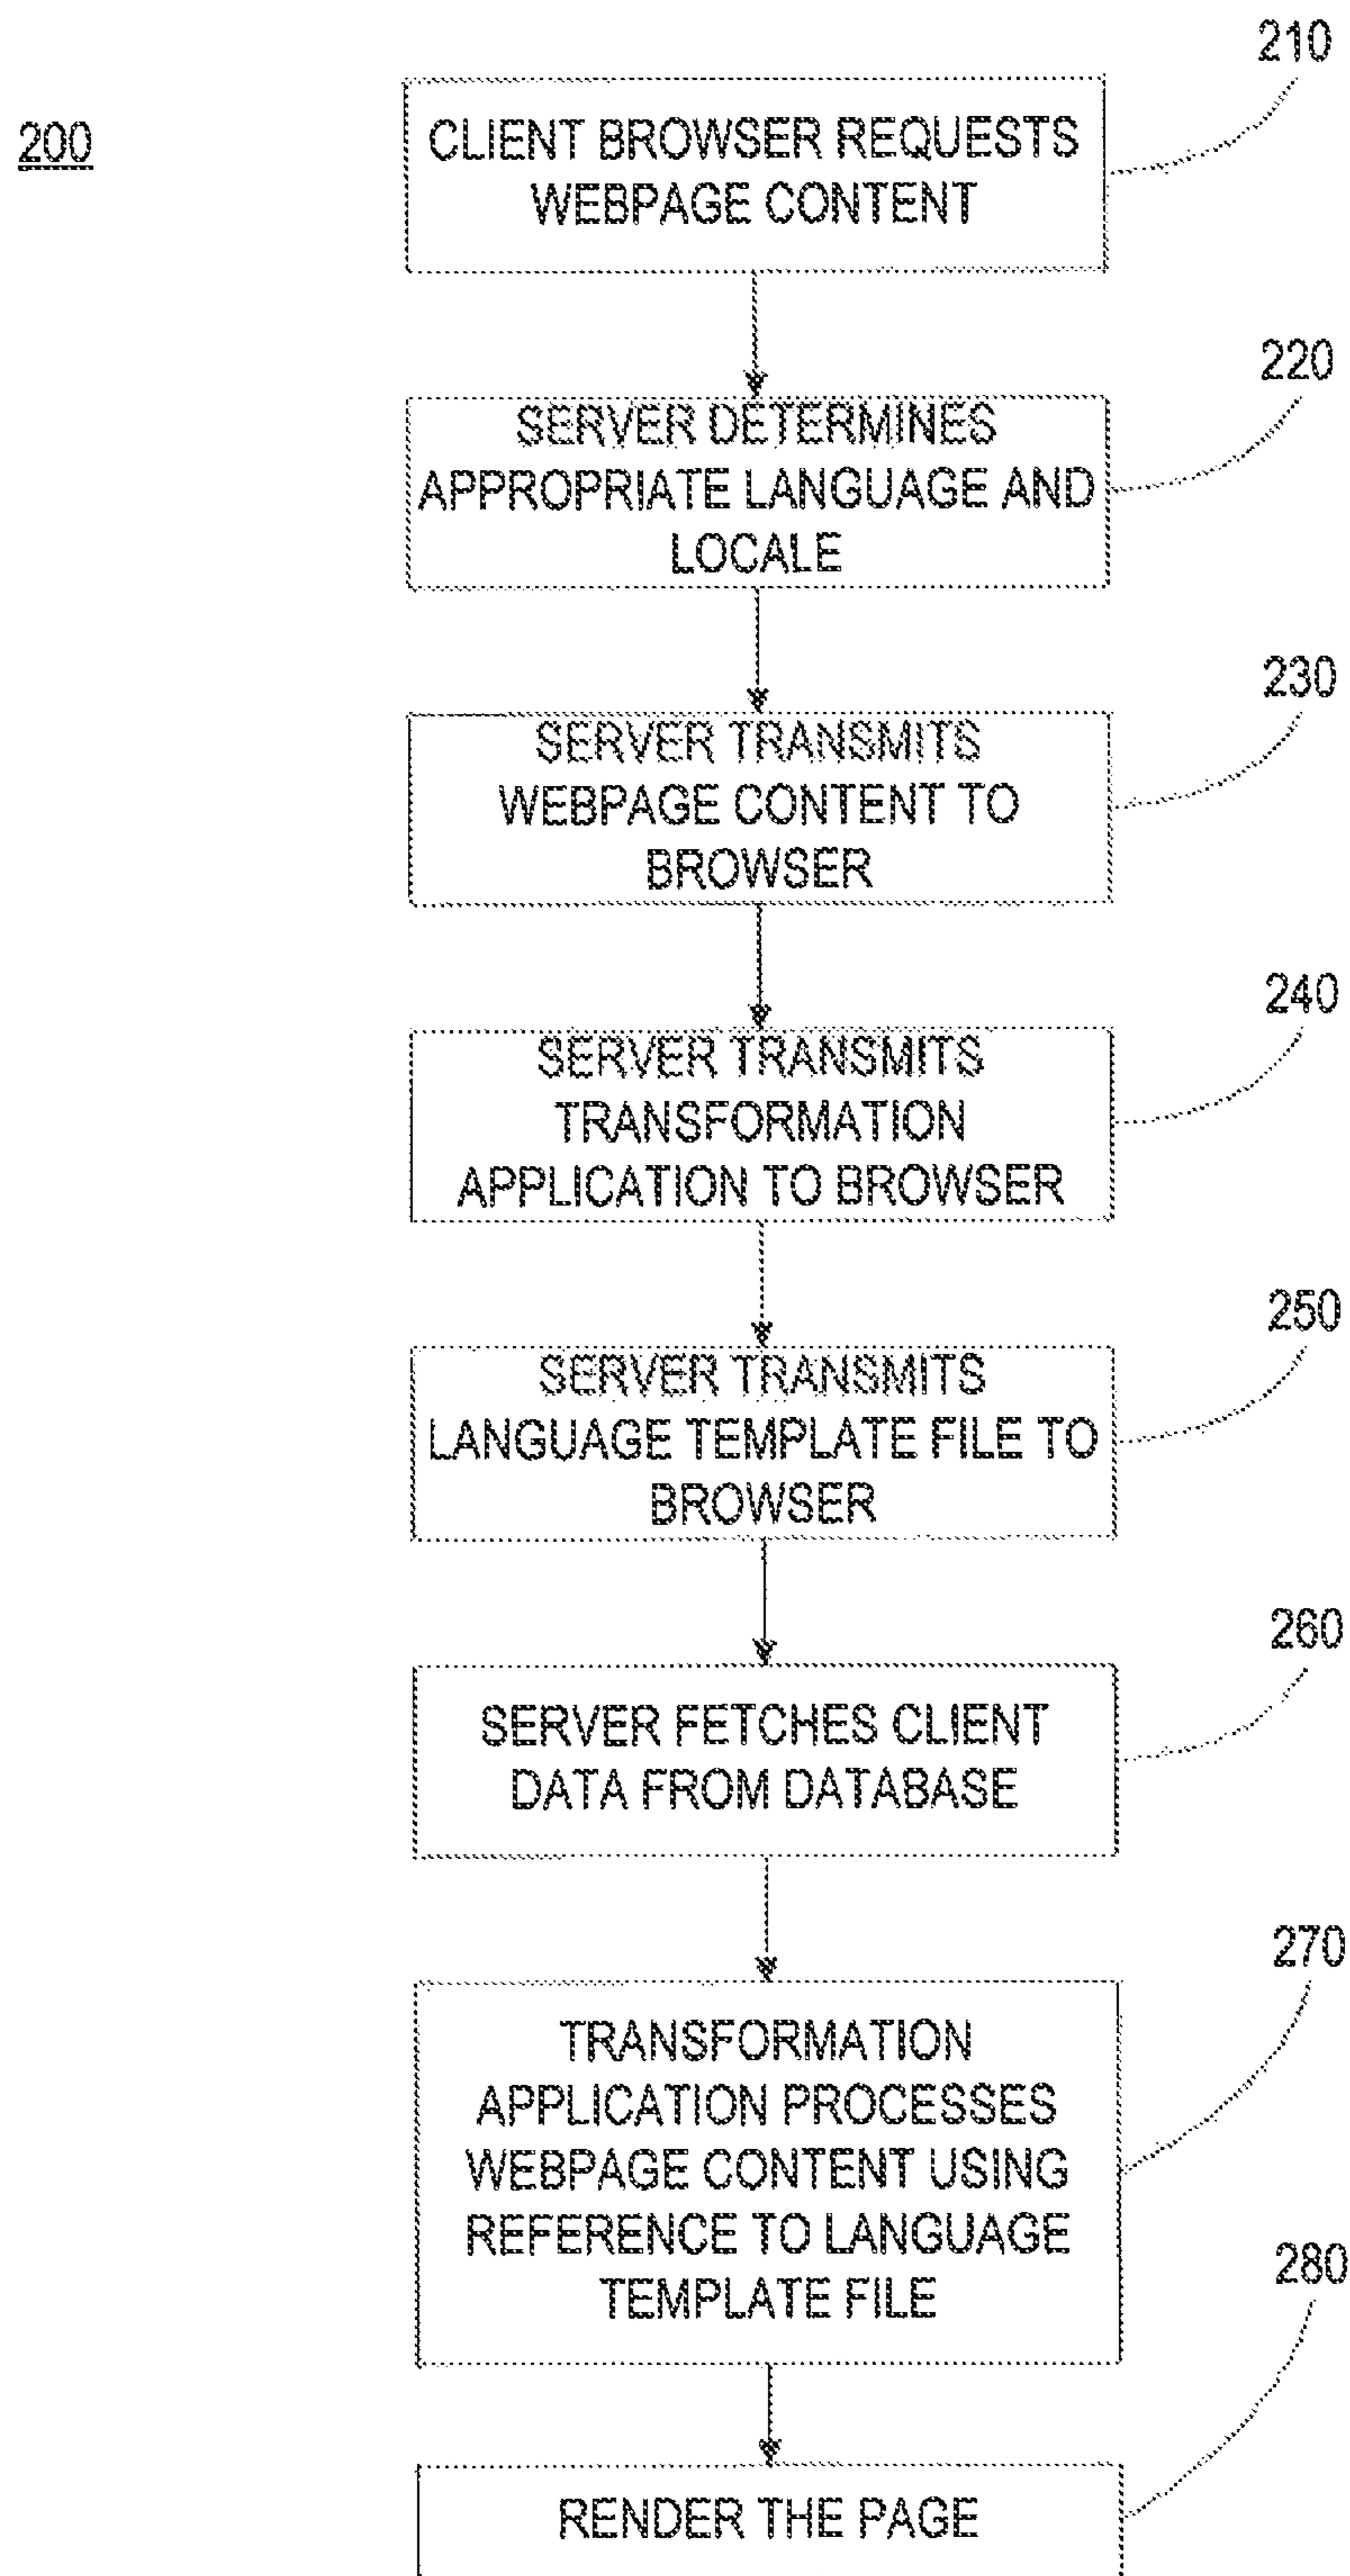 210
200
CLIENT BROWSER REQUESTS
WEBPAGE CONTENT
220
SERVER DETERMINES
APPROPRIATE LANGUAGE AND
LOCALE
230
SERVER TRANSMITS
WEBPAGE CONTENT TO
BROWSER
240
SERVER TRANSMITS
TRANSFORMATION
APPLICATION TO BROWSER
250
SERVER TRANSMITS
LANGUAGE TEMPLATE FILE TO
BROWSER
260
SERVER FETCHES CLIENT
DATA FROM DATABASE
270
TRANSFORMATION
APPLICATION PROCESSES
WEBPAGE CONTENT USING
REFERENCE TO LANGUAGE
TEMPLATE FILE
280
RENDER THE PAGE